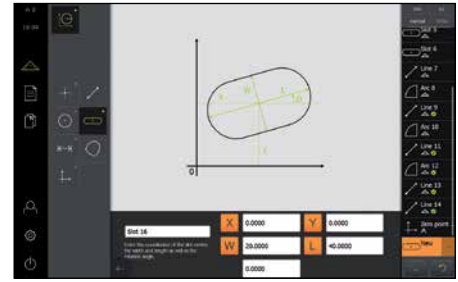 manual
Slot 5
Slot 6
Line 7
Arc 8
Line 9
Arc 10
Line 11
Arc 12
Line 13
Line 14
Zero point
A
New
W
L
0
Slot 16
Enter the coordinates of the slot centre,
the width and length as well as the
rotation angle.
X 0.0000
Y 0.0000
W 20.0000
L 40.0000
0.0000